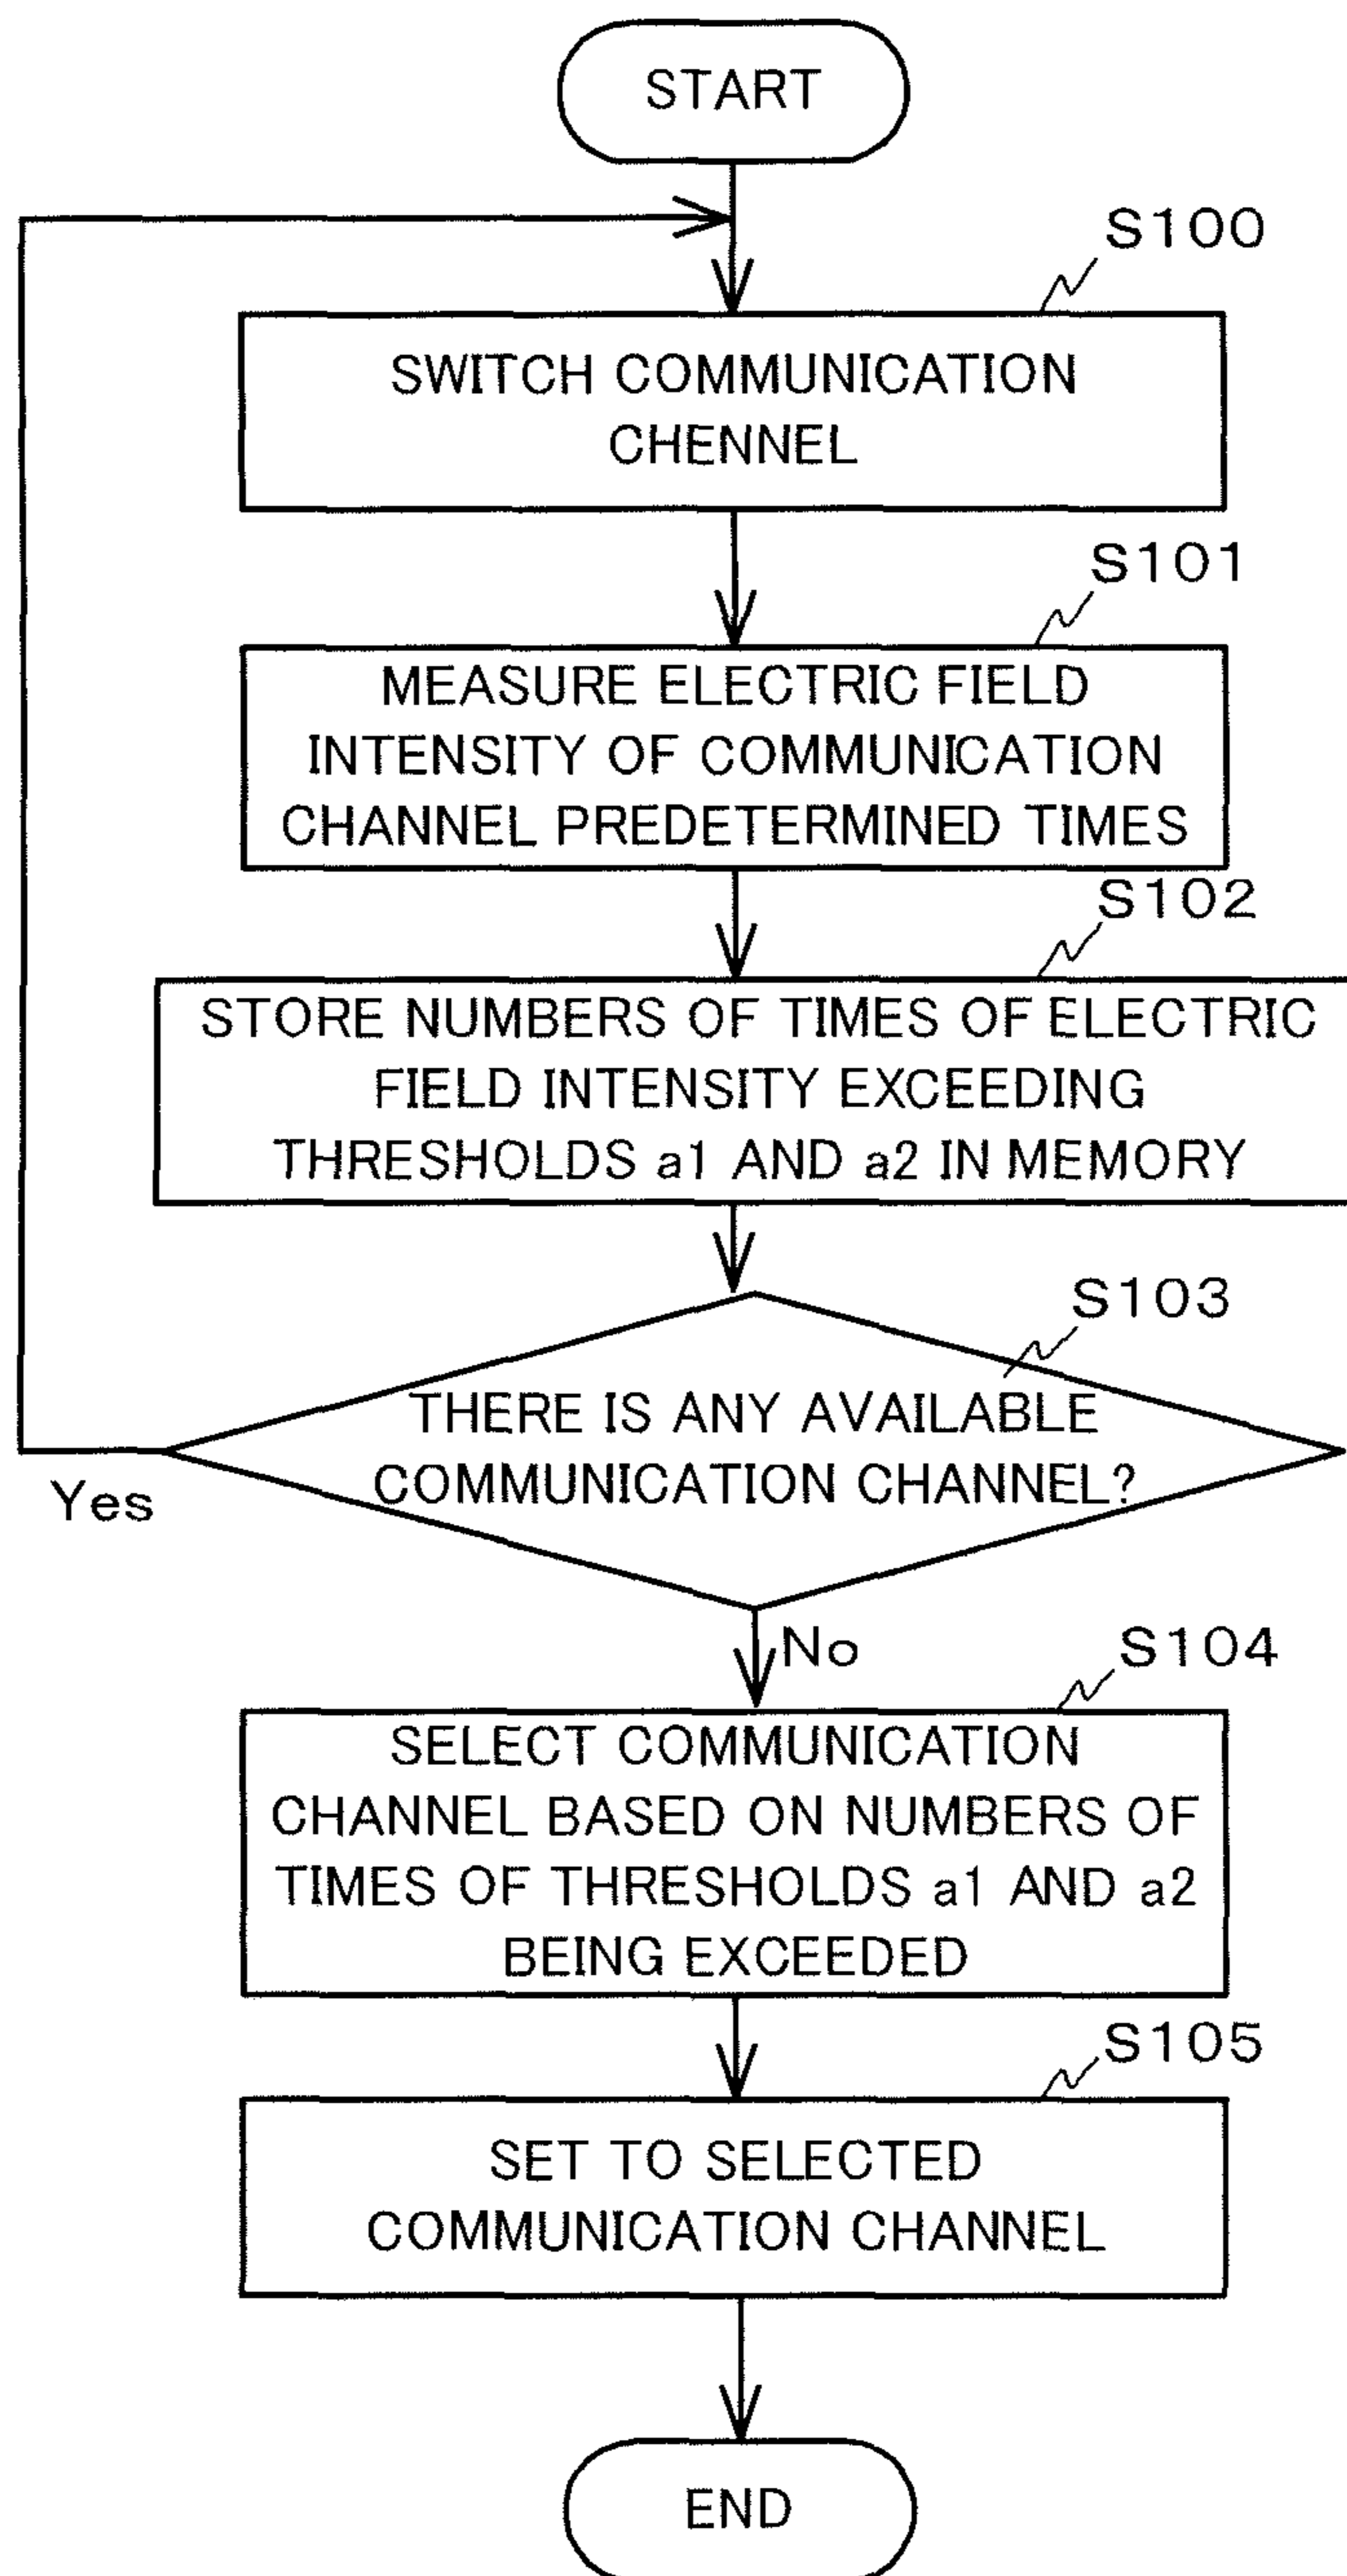 START
S100
SWITCH COMMUNICATION
CHENNEL
S101
MEASURE ELECTRIC FIELD
INTENSITY OF COMMUNICATION
CHANNEL PREDETERMINED TIMES
S102
STORE NUMBERS OF TIMES OF ELECTRIC
FIELD INTENSITY EXCEEDING
THRESHOLDS a1 AND a2 IN MEMORY
S103
THERE IS ANY AVAILABLE
COMMUNICATION CHANNEL?
Yes
No
S104
SELECT COMMUNICATION
CHANNEL BASED ON NUMBERS OF
TIMES OF THRESHOLDS a1 AND a2
BEING EXCEEDED
S105
SET TO SELECTED
COMMUNICATION CHANNEL
END